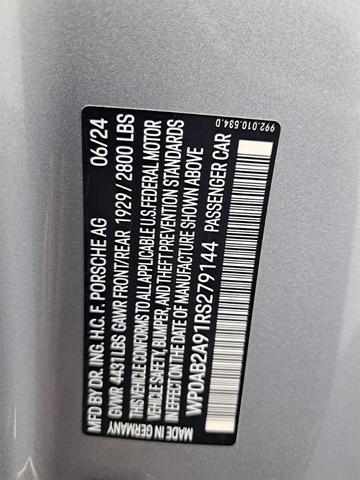 MFD BY DR. ING. H.C. F. PORSCHE AG 06/24
GVWR 4431 LBS GAWR FRONT/REAR 1929 / 2800 LBS
THIS VEHICLE CONFORMS TO ALL APPLICABLE U.S. FEDERAL MOTOR
VEHICLE SAFETY, BUMPER, AND THEFT PREVENTION STANDARDS
IN EFFECT ON THE DATE OF MANUFACTURE SHOWN ABOVE
WP0AB2A91RS279144 PASSENGER CAR
MADE IN GERMANY
992.010.534.D